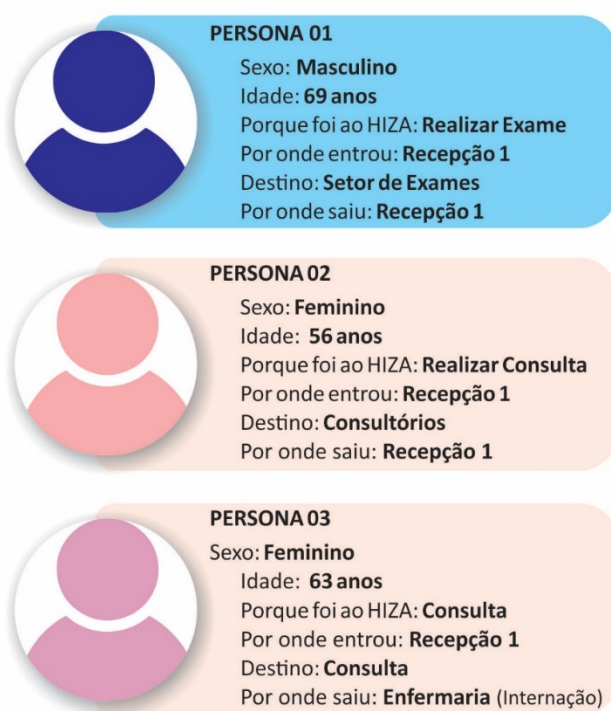 PERSONA 01
Sexo: Masculino
Idade: 69 anos
Porque foi ao HIZA: Realizar Exame
Por onde entrou: Recepção 1
Destino: Setor de Exames
Por onde saiu: Recepção 1
PERSONA 02
Sexo: Feminino
Idade: 56 anos
Porque foi ao HIZA: Realizar Consulta
Por onde entrou: Recepção 1
Destino: Consultórios
Por onde saiu: Recepção 1
PERSONA 03
Sexo: Feminino
Idade: 63 anos
Porque foi ao HIZA: Consulta
Por onde entrou: Recepção 1
Destino: Consulta
Por onde saiu: Enfermaria (Internação)